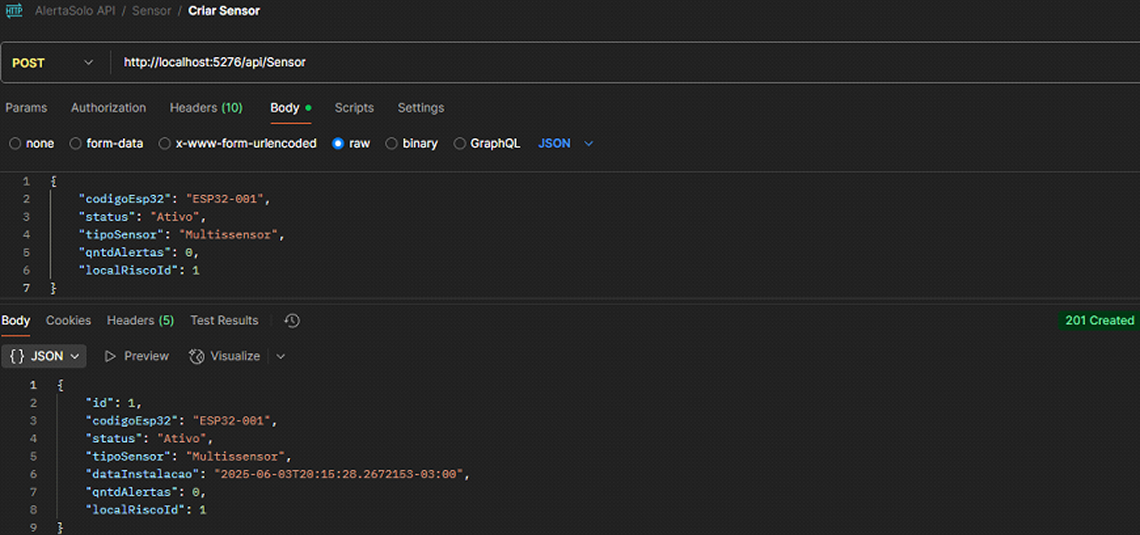 HTTP AlertaSolo API / Sensor / Criar Sensor
POST http://localhost:5276/api/Sensor
Params Authorization Headers (10) Body Scripts Settings
none form-data x-www-form-urlencoded raw binary GraphQL JSON
1 {
2 "codigoEsp32": "ESP32-001",
3 "status": "Ativo",
4 "tipoSensor": "Multissensor",
5 "qntdAlertas": 0,
6 "localRiscoId": 1
7 }
Body Cookies Headers (5) Test Results 201 Created
{} JSON Preview Visualize
1 {
2 "id": 1,
3 "codigoEsp32": "ESP32-001",
4 "status": "Ativo",
5 "tipoSensor": "Multissensor",
6 "dataInstalacao": "2025-06-03T20:15:28.2672153-03:00",
7 "qntdAlertas": 0,
8 "localRiscoId": 1
9 }